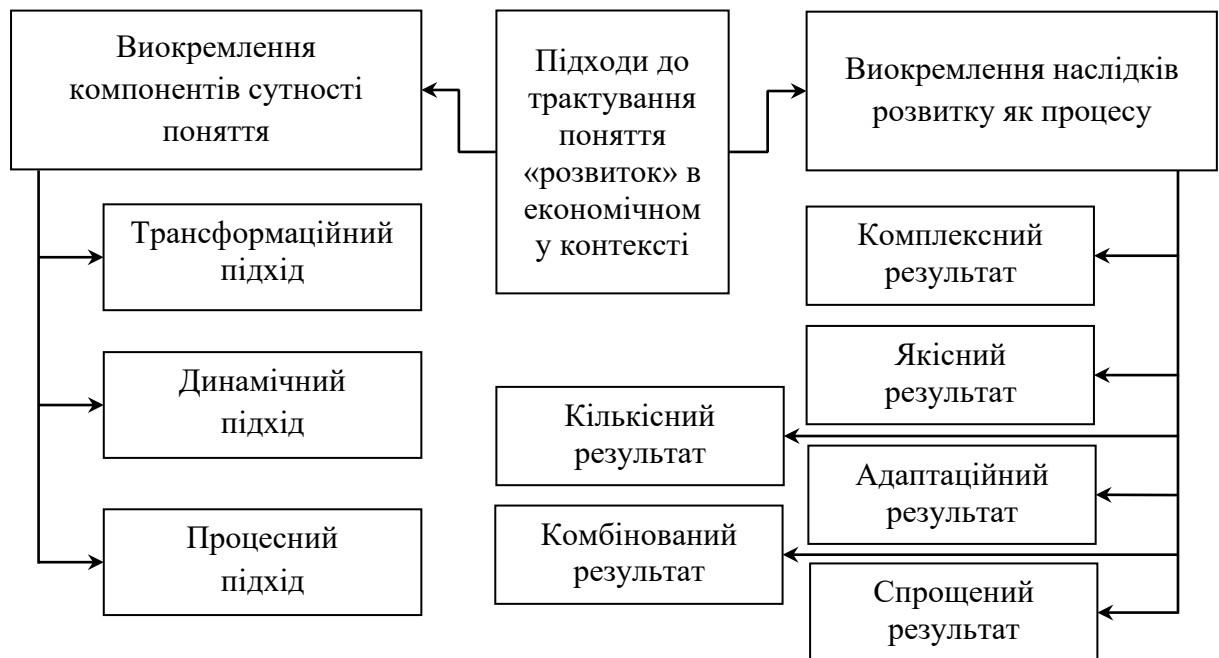 Виокремлення
компонентів сутності
поняття
Підходи до
трактування
поняття
«розвиток» в
економічном
у контексті
Виокремлення наслідків
розвитку як процесу
Трансформаційний
підхід
Динамічний
підхід
Процесний
підхід
Комплексний
результат
Якісний
результат
Кількісний
результат
Адаптаційний
результат
Комбінований
результат
Спрощений
результат